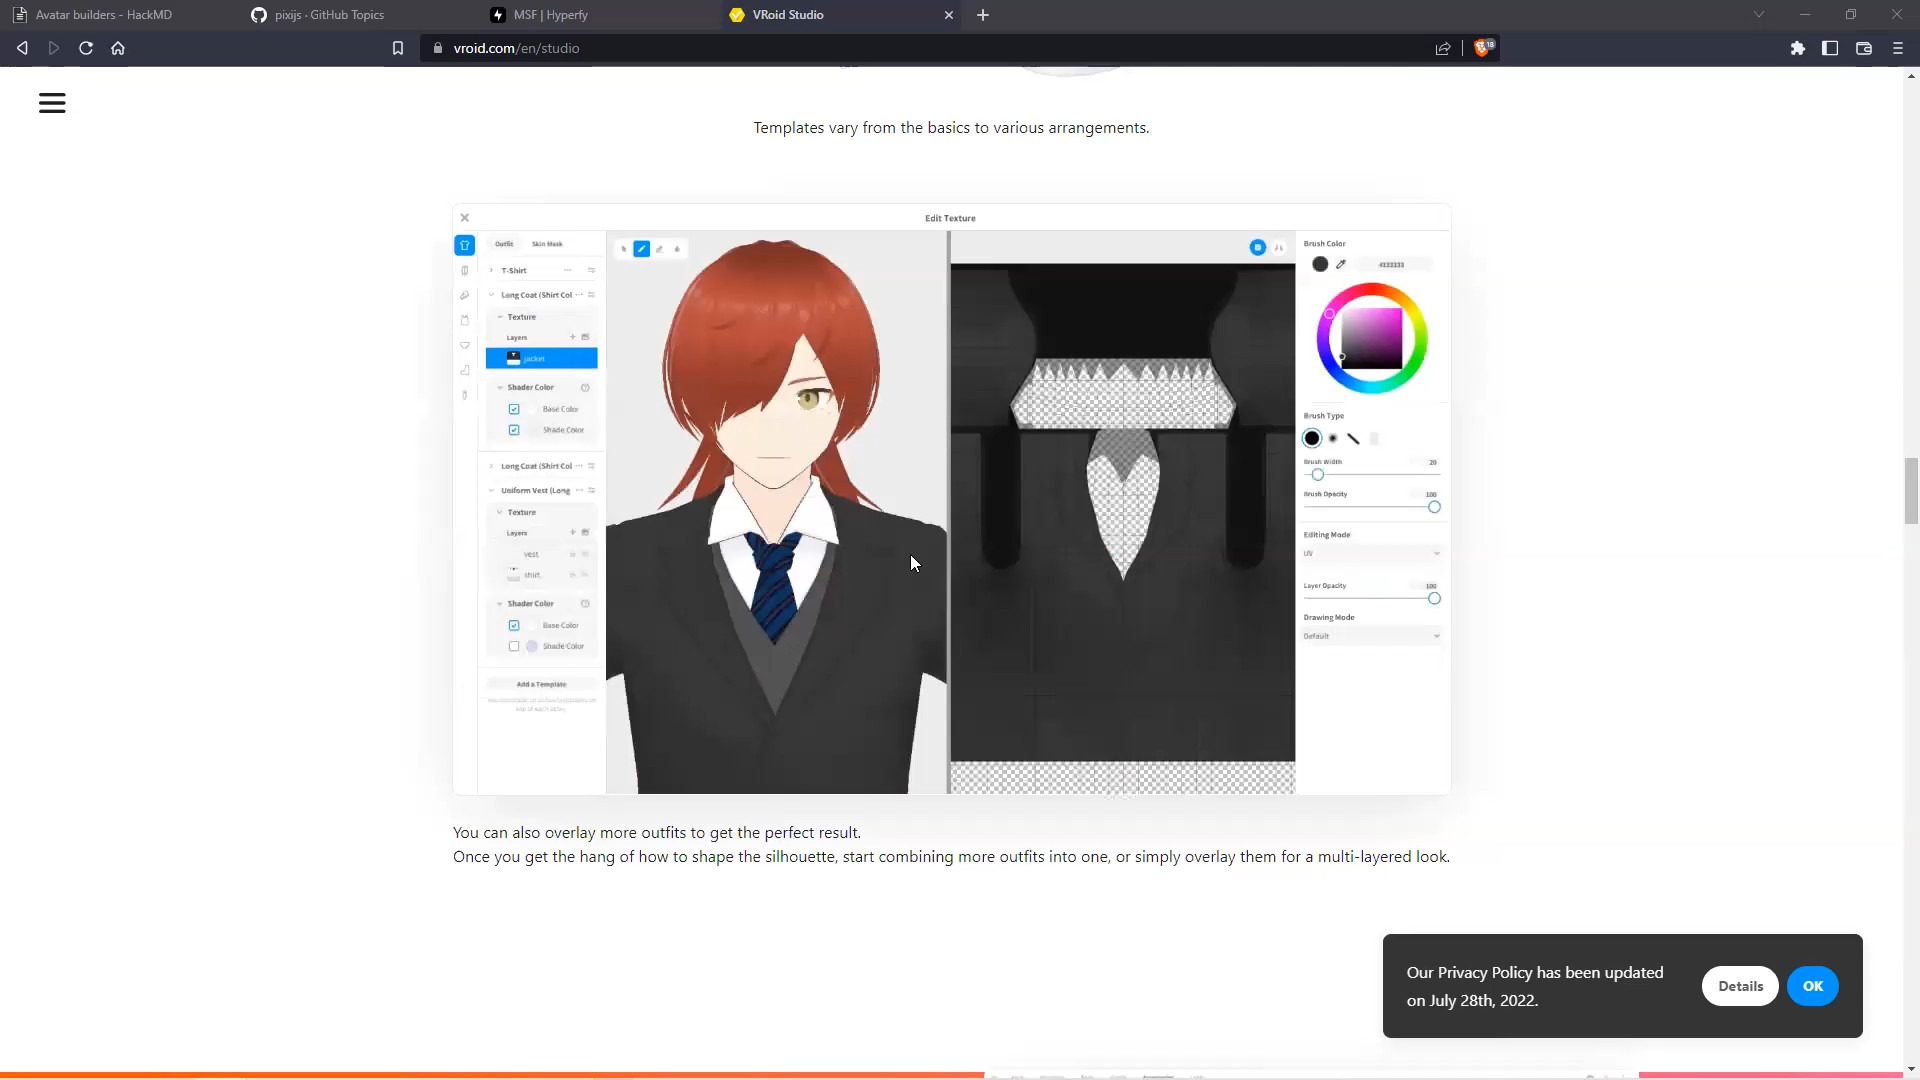 Avatar builders - HackMD
pixijs · GitHub Topics
MSF | Hyperfy
VRoid Studio
vroid.com/en/studio
18
Templates vary from the basics to various arrangements.
Edit Texture
Outfit Skin Mask
T-Shirt
Long Coat (Shirt Col
Texture
Layers
jacket
Shader Color
Base Color
Shade Color
Long Coat (Shirt Col
Uniform Vest (Long
Texture
Layers
vest
shirt
Shader Color
Base Color
Shade Color
Add a Template
Brush Color
Brush Type
Brush Width 20
Brush Opacity 100
Editing Mode
UV
Layer Opacity 100
Drawing Mode
Default
You can also overlay more outfits to get the perfect result.
Once you get the hang of how to shape the silhouette, start combining more outfits into one, or simply overlay them for a multi-layered look.
Our Privacy Policy has been updated
on July 28th, 2022.
Details
OK